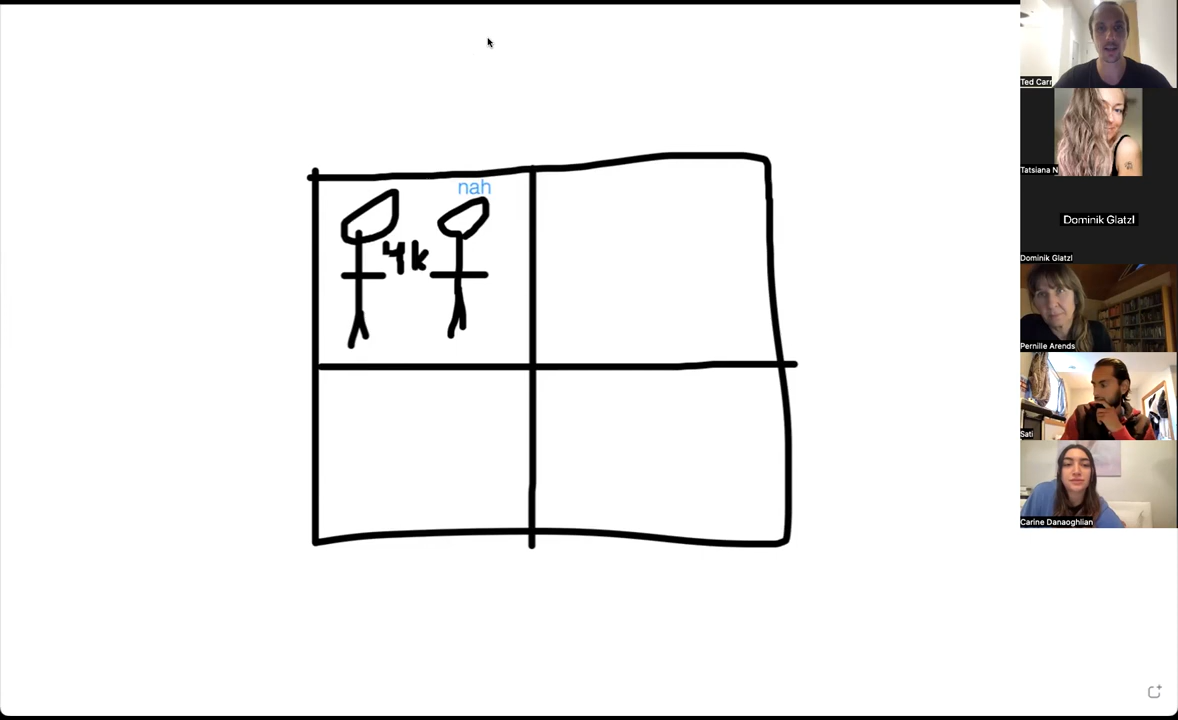 nah
4k
Ted Carr
Tatsiana N
Dominik Glatzl
Dominik Glatzl
Pernille Arends
Sati
Carine Danaoghlian